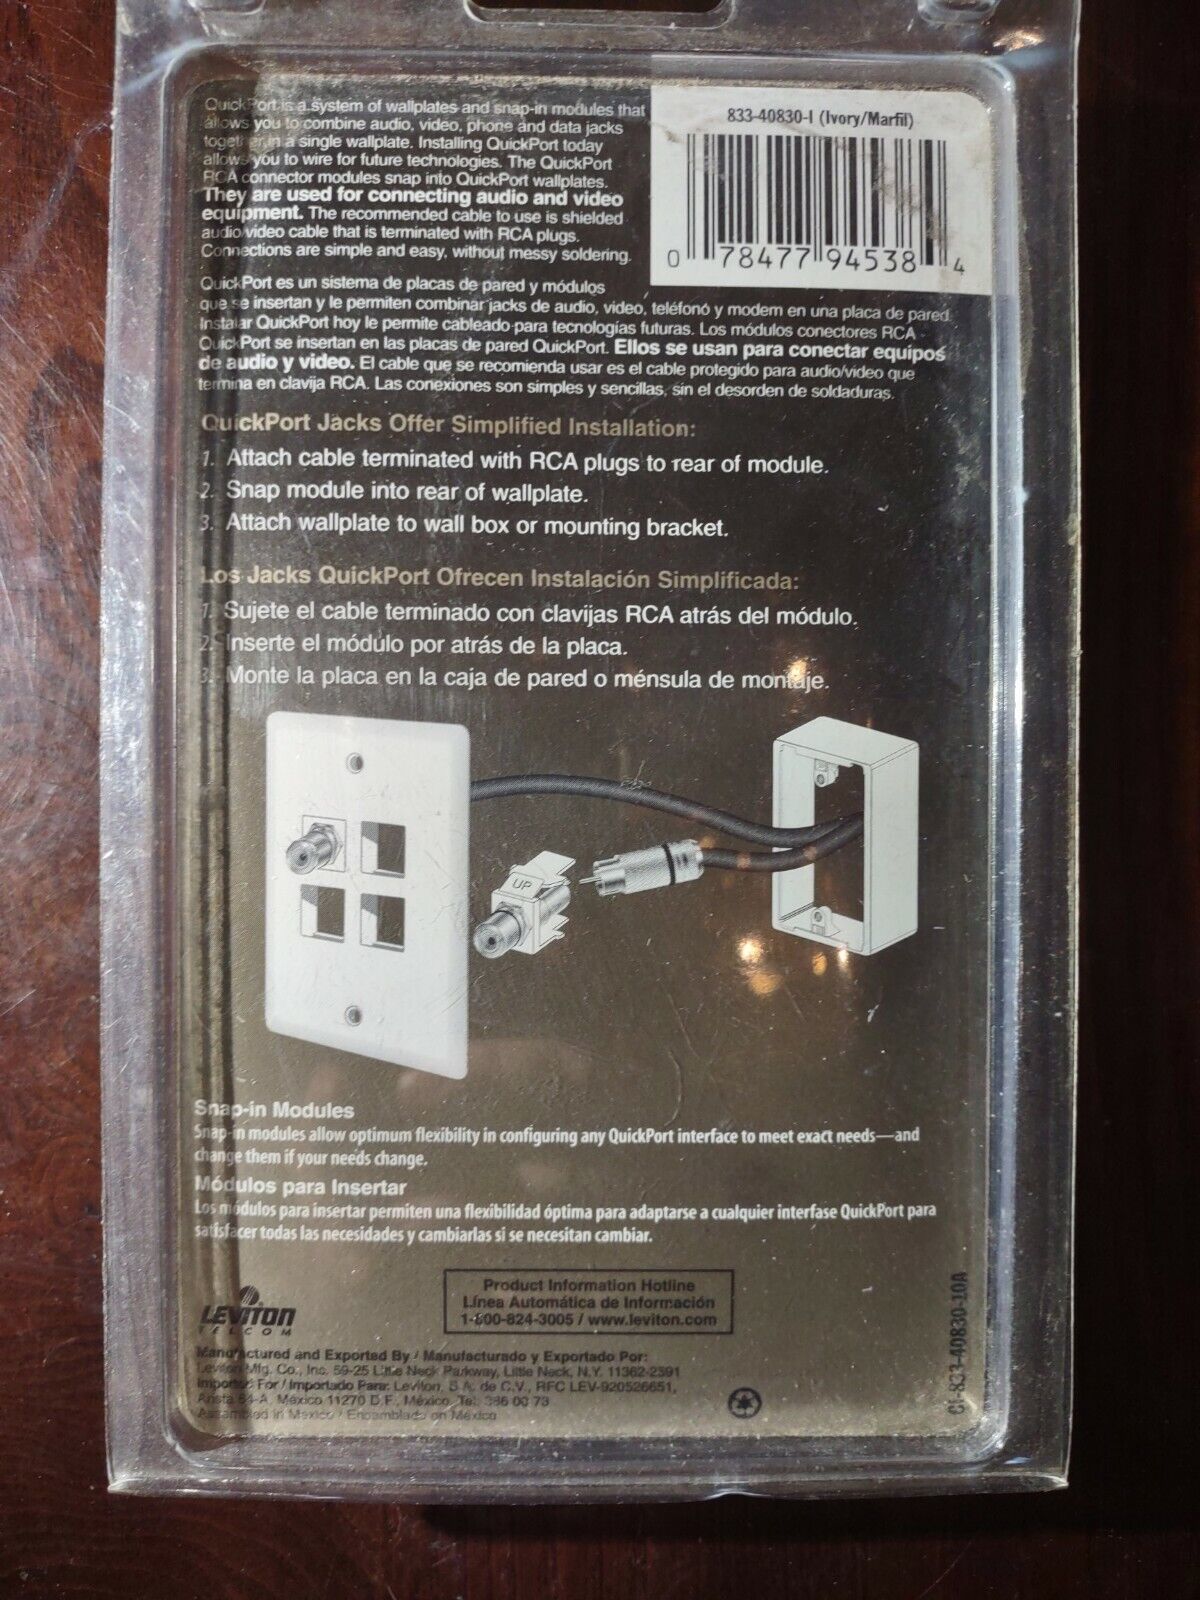 QuickPort is a system of wallplates and snap-in modules that
allows you to combine audio, video, phone and data jacks
together in a single wallplate. Installing QuickPort today
allows you to wire for future technologies. The QuickPort
RCA connector modules snap into QuickPort wallplates.
They are used for connecting audio and video
equipment. The recommended cable to use is shielded
audio/video cable that is terminated with RCA plugs.
Connections are simple and easy, without messy soldering.
833-40830-I (Ivory/Marfil)
0 78477 94538 4
QuickPort es un sistema de placas de pared y módulos
que se insertan y le permiten combinar jacks de audio, video, teléfono y modem en una placa de pared.
Instalar QuickPort hoy le permite cableado para tecnologías futuras. Los módulos conectores RCA
QuickPort se insertan en las placas de pared QuickPort. Ellos se usan para conectar equipos
de audio y video. El cable que se recomienda usar es el cable protegido para audio/video que
termina en clavija RCA. Las conexiones son simples y sencillas, sin el desorden de soldaduras.
QuickPort Jacks Offer Simplified Installation:
1. Attach cable terminated with RCA plugs to rear of module.
2. Snap module into rear of wallplate.
3. Attach wallplate to wall box or mounting bracket.
Los Jacks QuickPort Ofrecen Instalación Simplificada:
1. Sujete el cable terminado con clavijas RCA atrás del módulo.
2. Inserte el módulo por atrás de la placa.
3. Monte la placa en la caja de pared o ménsula de montaje.
UP
Snap-in Modules
Snap-in modules allow optimum flexibility in configuring any QuickPort interface to meet exact needs—and
change them if your needs change.
Módulos para Insertar
Los módulos para insertar permiten una flexibilidad óptima para adaptarse a cualquier interfase QuickPort para
satisfacer todas las necesidades y cambiarlas si se necesitan cambiar.
LEVITON
TELCOM
Product Information Hotline
Línea Automática de Información
1-800-824-3005 / www.leviton.com
Manufactured and Exported By / Manufacturado y Exportado Por:
Leviton Mfg. Co., Inc. 59-25 Little Neck Parkway, Little Neck, N.Y. 11362-2391
Imported For / Importado Para: Leviton, S.A. de C.V., RFC LEV-920526651,
54-A, Mexico 11270 D.F., México. Tel: 386 00 73
Assembled in Mexico / Ensamblado en México
CI-833-40830-10A